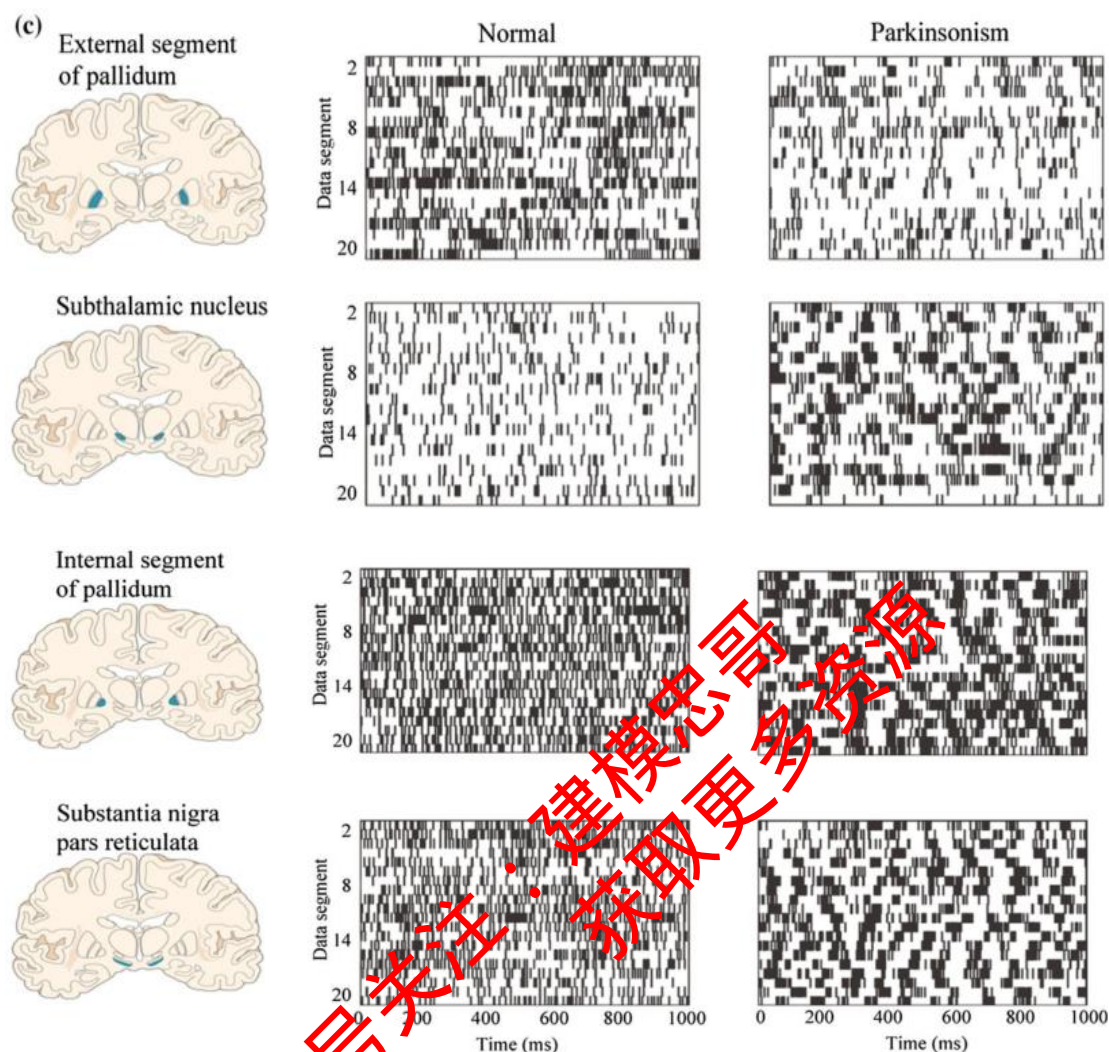 (c)
External segment
of pallidum
Normal
Parkinsonism
Data segment
2
8
14
20
Subthalamic nucleus
Data segment
2
8
14
20
Internal segment
of pallidum
Data segment
2
8
14
20
Substantia nigra
pars reticulata
Data segment
2
8
14
20
0 200 400 600 800 1000
Time (ms)
0 200 400 600 800 1000
Time (ms)
号关注：建模忠哥
获取更多资源